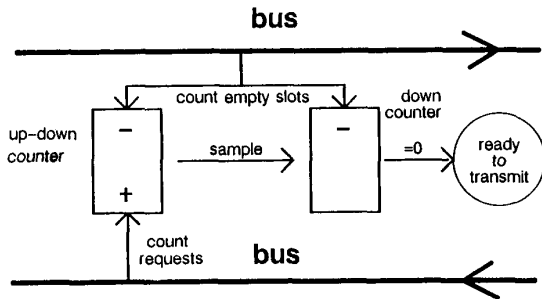 bus
count empty slots
up-down
counter
−
+
sample
down
counter
−
=0
ready
to
transmit
count
requests
bus